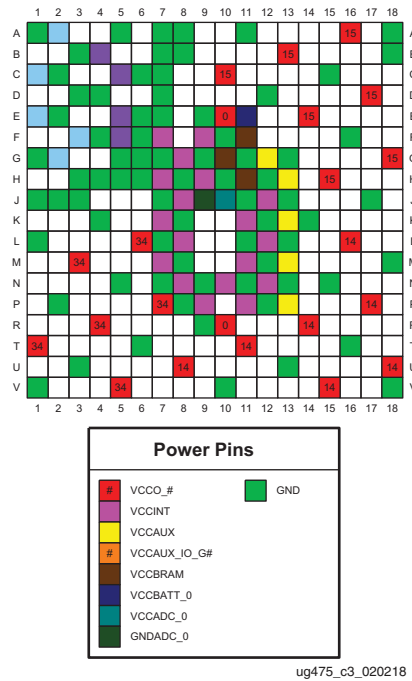 1 2 3 4 5 6 7 8 9 10 11 12 13 14 15 16 17 18
A 15 A
B 15 B
C 15 C
D 15 D
E 0 14 E
F F
G 15 G
H 15 H
J J
K K
L 34 14 L
M 34 M
N N
P 34 14 P
R 34 0 14 R
T 34 14 T
U 14 14 U
V 34 14 V
1 2 3 4 5 6 7 8 9 10 11 12 13 14 15 16 17 18
Power Pins
# VCCO_# GND
VCCINT
VCCAUX
# VCCAUX_IO_G#
VCCBRAM
VCCBATT_0
VCCADC_0
GNDADC_0
ug475_c3_020218